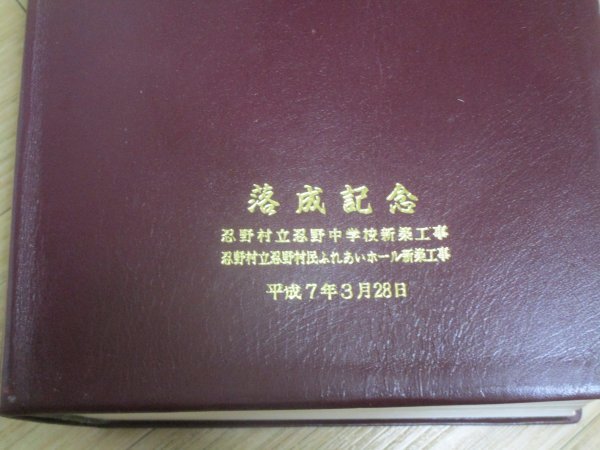 落成記念
忍野村立忍野中学校新築工事
忍野村立忍野村民ふれあいホール新築工事
平成7年3月28日